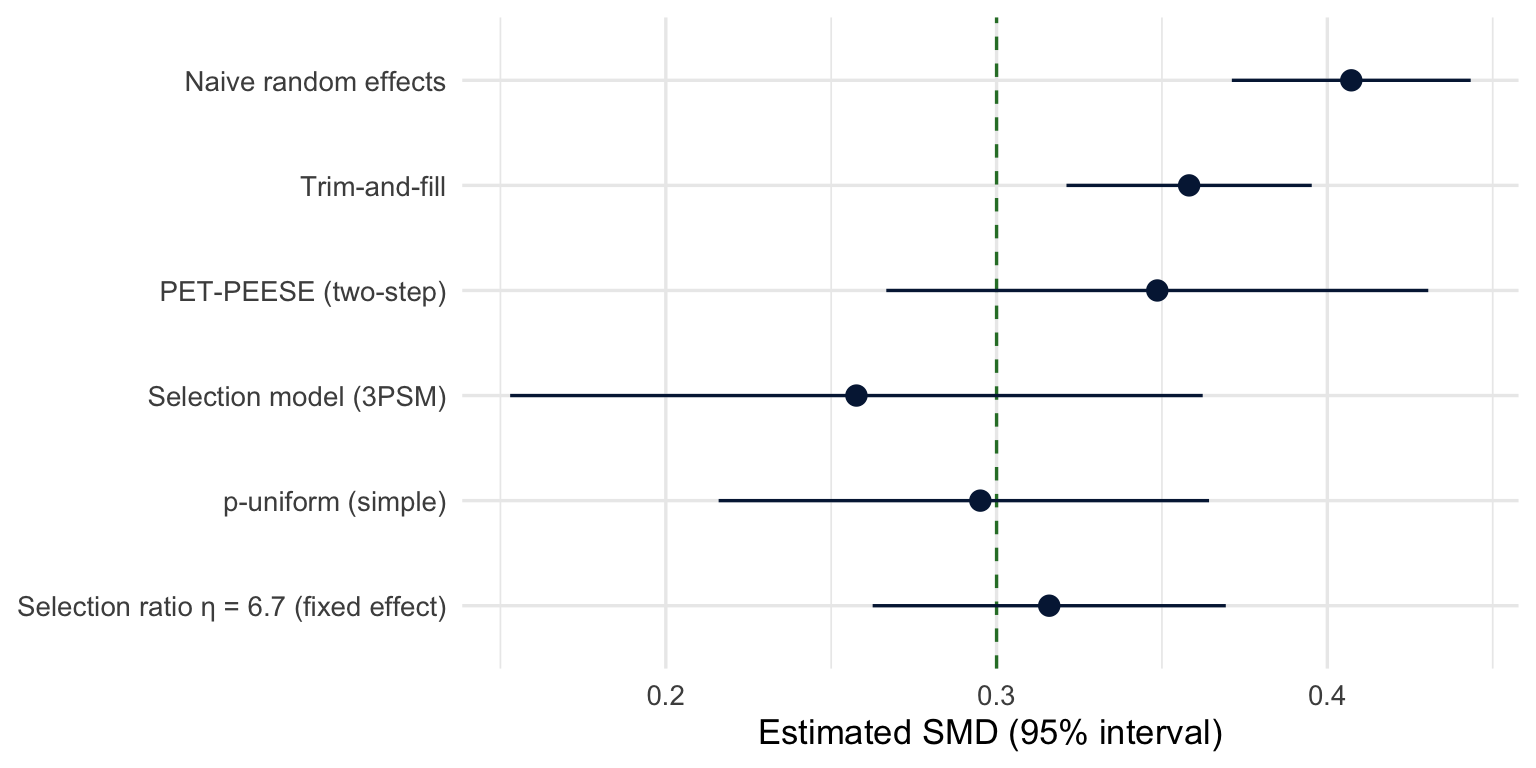 Naive random effects
Trim-and-fill
PET-PEESE (two-step)
Selection model (3PSM)
p-uniform (simple)
Selection ratio η = 6.7 (fixed effect)
0.2 0.3 0.4
Estimated SMD (95% interval)